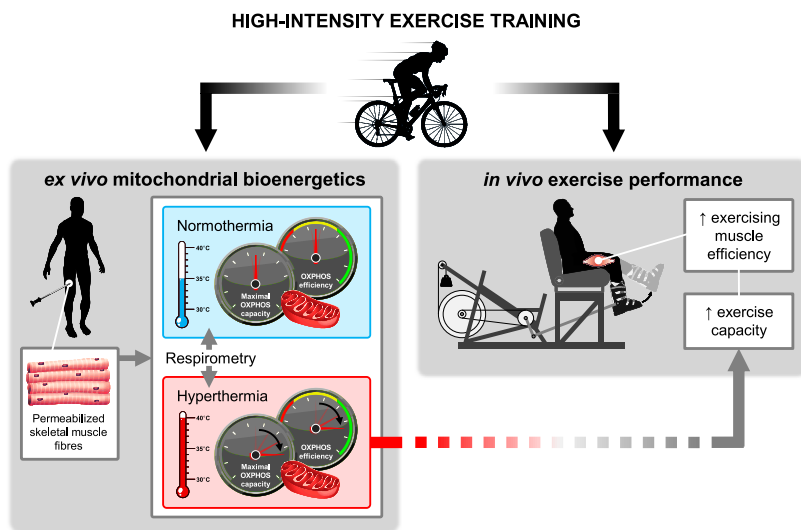 HIGH-INTENSITY EXERCISE TRAINING
ex vivo mitochondrial bioenergetics
Normothermia
40°C
35°C
30°C
Maximal
OXPHOS
capacity
OXPHOS
efficiency
Respirometry
Hyperthermia
40°C
35°C
30°C
Maximal
OXPHOS
capacity
OXPHOS
efficiency
Permeabilized
skeletal muscle
fibres
in vivo exercise performance
↑ exercising
muscle
efficiency
↑ exercise
capacity